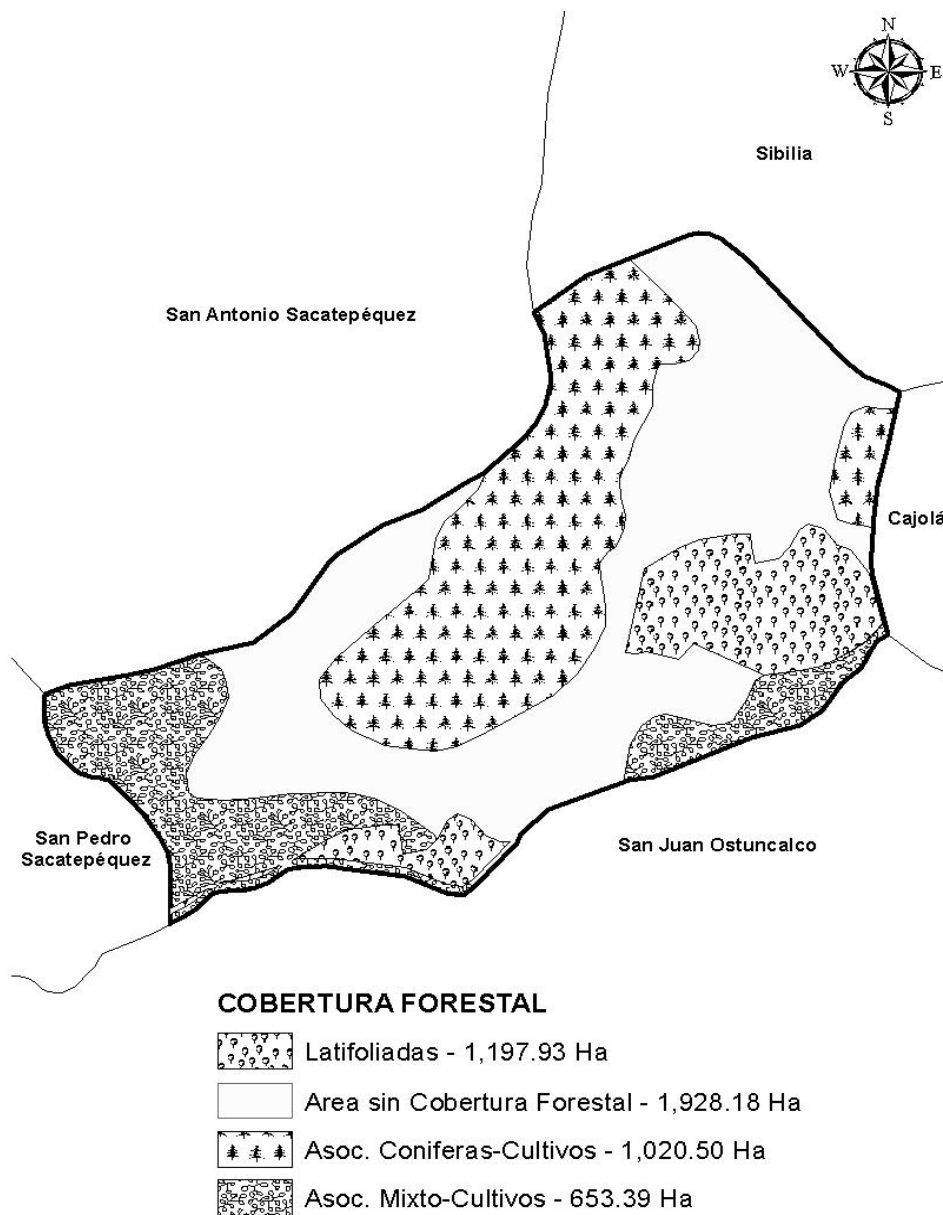 N
W E
S
Sibilia
San Antonio Sacatepéquez
Cajolá
San Pedro
Sacatepéquez
San Juan Ostuncalco
COBERTURA FORESTAL
Latifoliadas - 1,197.93 Ha
Area sin Cobertura Forestal - 1,928.18 Ha
Asoc. Coniferas-Cultivos - 1,020.50 Ha
Asoc. Mixto-Cultivos - 653.39 Ha